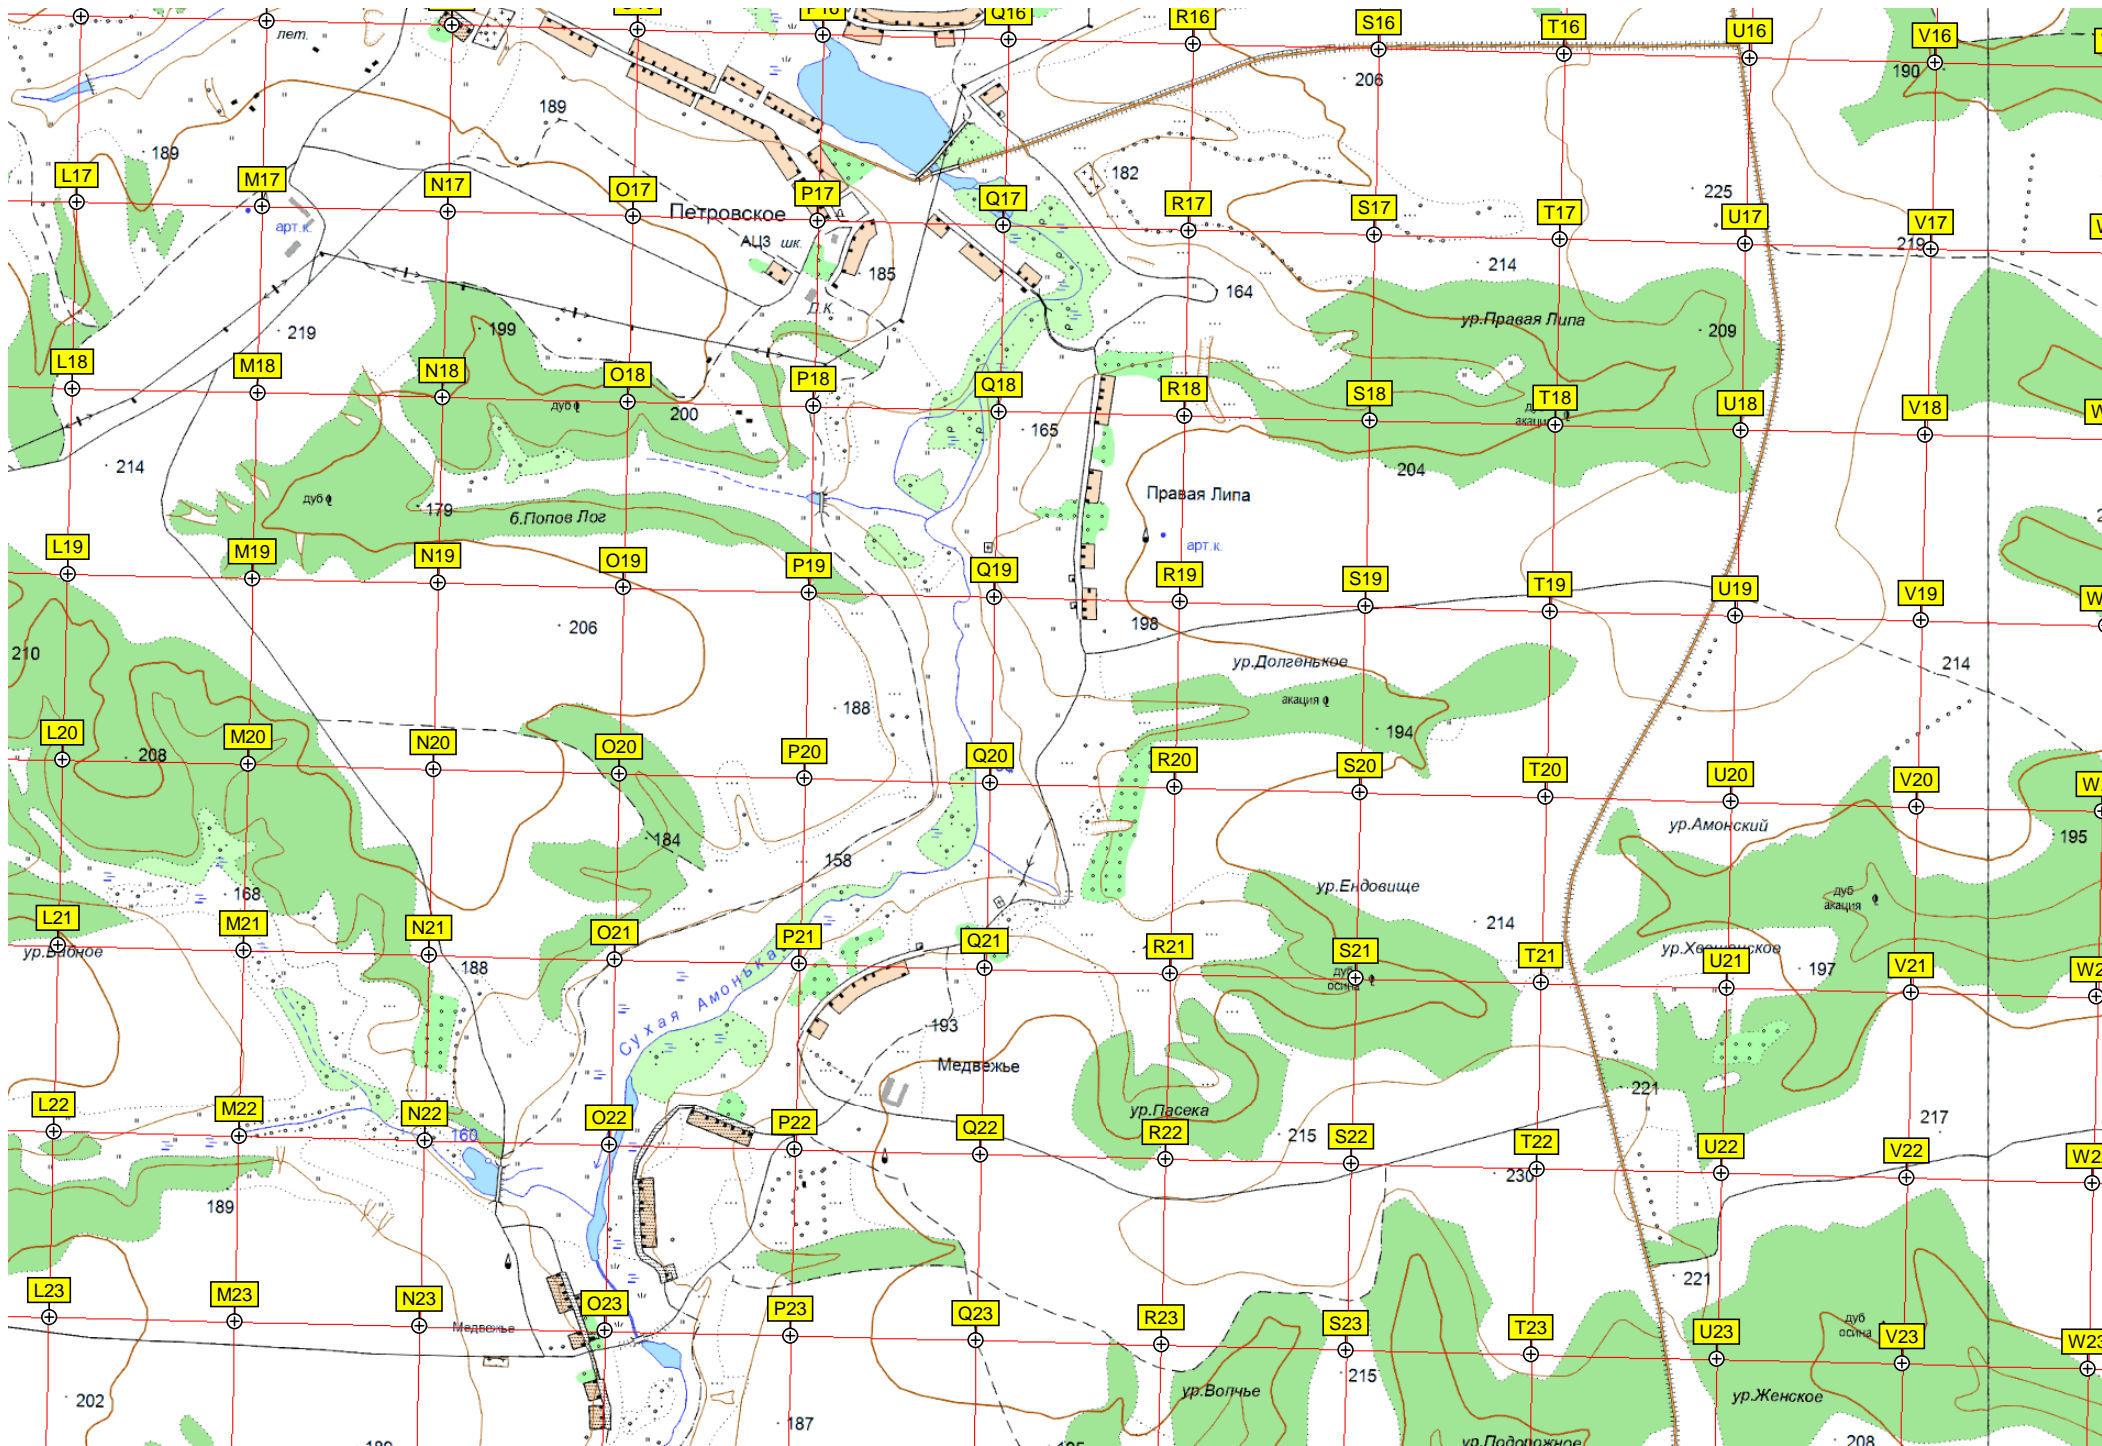 Q16
R16
S16
T16
U16
V16
лет.
206
190
189
189
182
L17
M17
N17
O17
Петровское
P17
Q17
R17
S17
225
T17
U17
V17
219
арт.к.
АЦЗ шк.
185
214
164
Д.К.
219
199
ур.Правая Липа
209
L18
M18
N18
O18
P18
Q18
R18
S18
T18
U18
V18
дуб
200
165
акация
214
204
дуб
179
б.Попов Лог
Правая Липа
арт.к.
L19
M19
N19
O19
P19
Q19
R19
S19
T19
U19
V19
206
198
210
ур.Долгенькое
214
акация
188
194
L20
M20
N20
O20
P20
Q20
R20
S20
T20
U20
V20
208
184
158
ур.Амонский
195
168
ур.Ендовище
дуб
акация
214
L21
M21
N21
O21
P21
Q21
R21
S21
T21
U21
V21
ур.Бабное
188
дуб
осина
197
Сухая Амонька
193
Медвежье
ур.Пасека
221
217
L22
M22
N22
O22
P22
Q22
R22
S22
T22
U22
V22
160
215
230
189
221
L23
M23
N23
O23
P23
Q23
R23
S23
T23
U23
V23
W23
Медвежье
дуб
осина
202
187
ур.Волчье
215
ур.Женское
ур.Подорожное
208